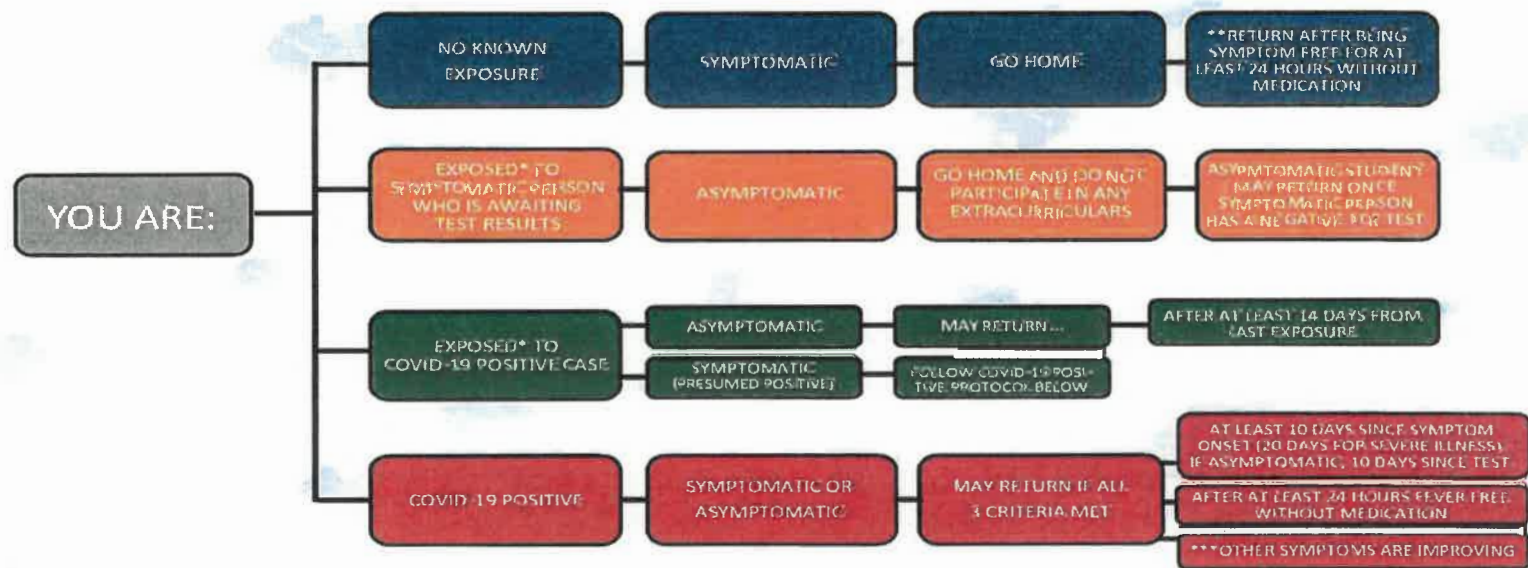 YOU ARE:
NO KNOWN
EXPOSURE
SYMPTOMATIC
GO HOME
**RETURN AFTER BEING
SYMPTOM FREE FOR AT
LEAST 24 HOURS WITHOUT
MEDICATION
EXPOSED* TO
SYMPTOMATIC PERSON
WHO IS AWAITING
TEST RESULTS
ASYMPTOMATIC
GO HOME AND DO NOT
PARTICIPATE IN ANY
EXTRACURRICULARS
ASYPMTOMATIC STUDENT
MAY RETURN ONCE
SYMPTOMATIC PERSON
HAS A NEGATIVE FOR TEST
EXPOSED* TO
COVID-19 POSITIVE CASE
ASYMPTOMATIC
MAY RETURN...
AFTER AT LEAST 14 DAYS FROM
LAST EXPOSURE
SYMPTOMATIC
(PRESUMED POSITIVE)
FOLLOW COVID-19 POSI-
TIVE PROTOCOL BELOW
COVID-19 POSITIVE
SYMPTOMATIC OR
ASYMPTOMATIC
MAY RETURN IF ALL
3 CRITERIA MET
AT LEAST 10 DAYS SINCE SYMPTOM
ONSET (20 DAYS FOR SEVERE ILLNESS)
IF ASYMPTOMATIC, 10 DAYS SINCE TEST
AFTER AT LEAST 24 HOURS FEVER FREE
WITHOUT MEDICATION
***OTHER SYMPTOMS ARE IMPROVING